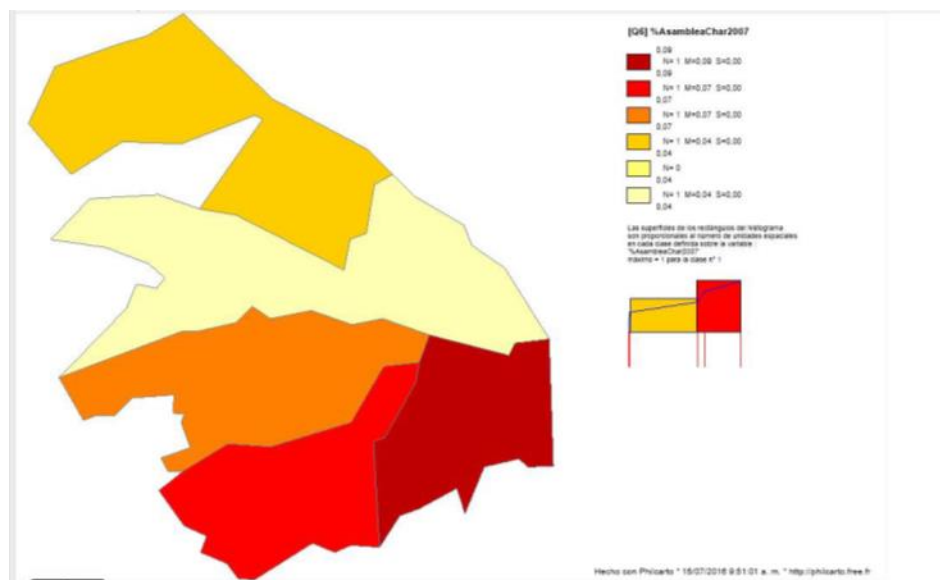 [Q6] %AsambleaChar2007
0,09
N= 1 M=0,09 S=0,00
0,09
N= 1 M=0,07 S=0,00
0,07
N= 1 M=0,07 S=0,00
0,07
N= 1 M=0,04 S=0,00
0,04
N= 0
0,04
N= 1 M=0,04 S=0,00
0,04
Las superficies de los rectángulos del histograma
son proporcionales al número de unidades espaciales
en cada clase definida sobre la variable :
'%AsambleaChar2007'
máximo = 1 para la clase n° 1
Hecho con Philcarto * 15/07/2016 9:51:01 a. m. * http://philcarto.free.fr